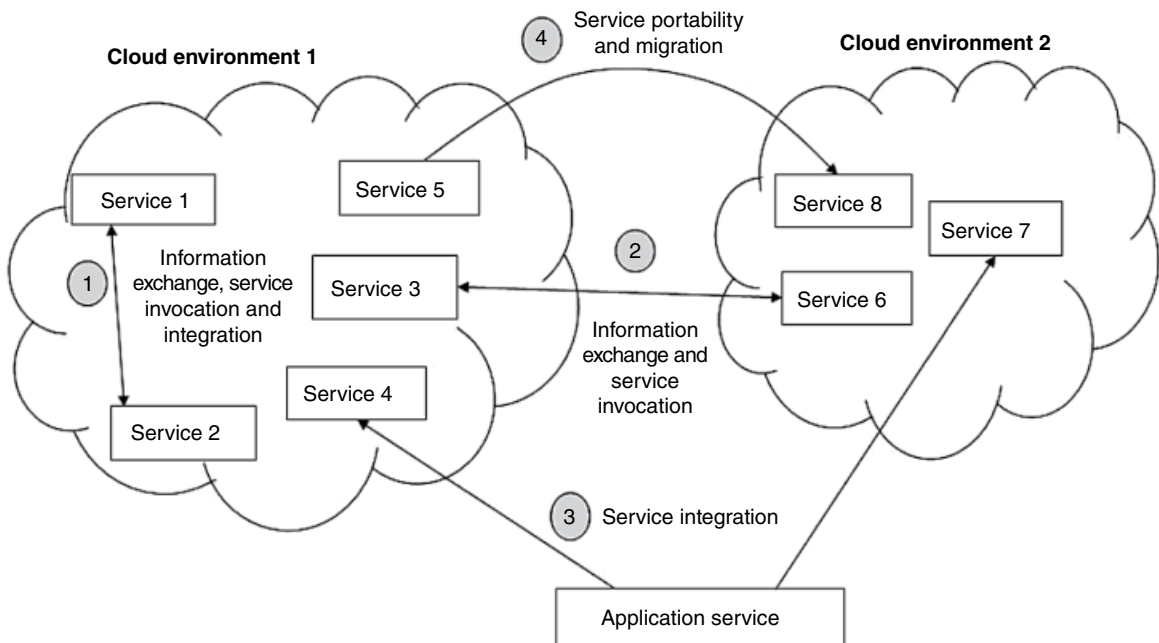 4
Service portability
and migration
Cloud environment 1
Cloud environment 2
Service 1
Service 5
Service 8
Service 7
1
Information
exchange, service
invocation and
integration
Service 3
2
Service 6
Information
exchange and
service
invocation
Service 4
Service 2
3
Service integration
Application service